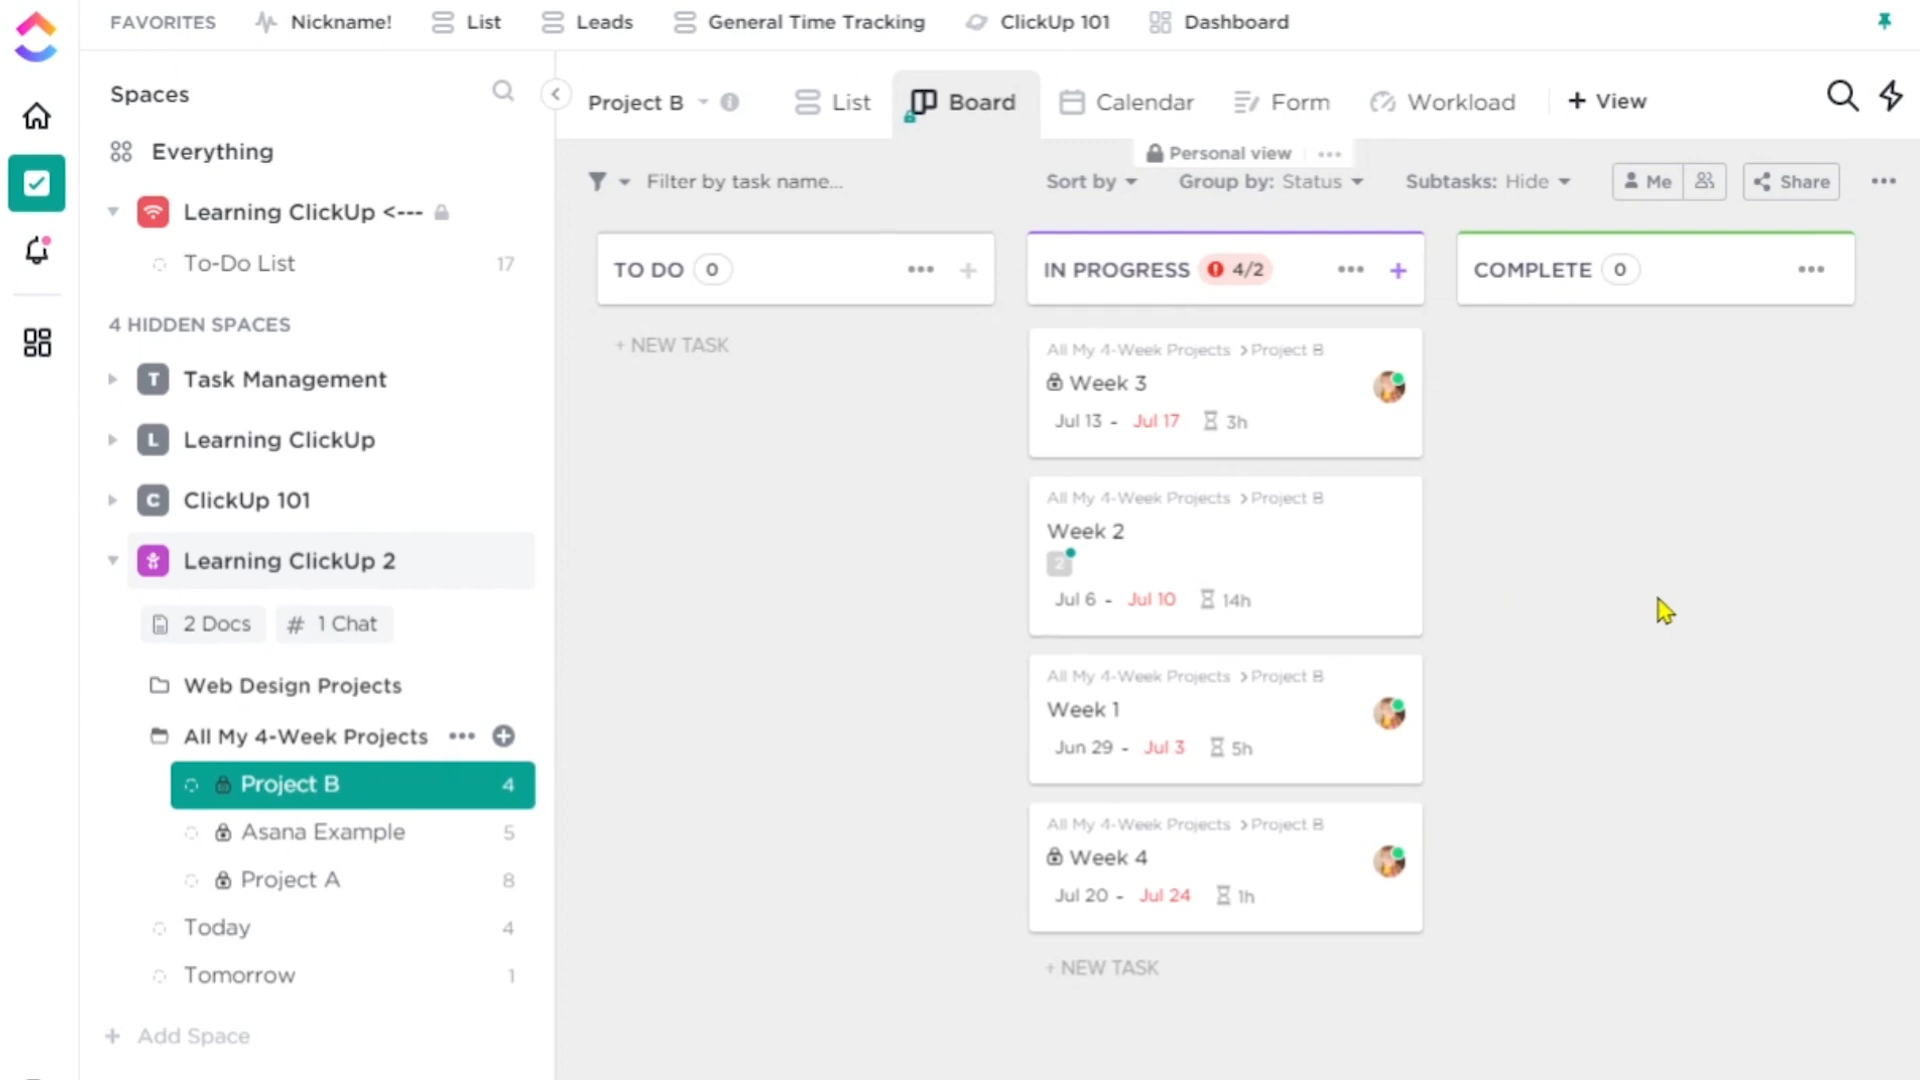 FAVORITES Nickname! List Leads General Time Tracking ClickUp 101 Dashboard
Spaces
Everything
Learning ClickUp <---
To-Do List 17
4 HIDDEN SPACES
T Task Management
L Learning ClickUp
C ClickUp 101
Learning ClickUp 2
2 Docs # 1 Chat
Web Design Projects
All My 4-Week Projects
Project B 4
Asana Example 5
Project A 8
Today 4
Tomorrow 1
+ Add Space
Project B List Board Calendar Form Workload + View
Personal view
Filter by task name... Sort by Group by: Status Subtasks: Hide Me Share
TO DO 0
+ NEW TASK
IN PROGRESS 4/2
All My 4-Week Projects > Project B
Week 3
Jul 13 - Jul 17 3h
All My 4-Week Projects > Project B
Week 2
2
Jul 6 - Jul 10 14h
All My 4-Week Projects > Project B
Week 1
Jun 29 - Jul 3 5h
All My 4-Week Projects > Project B
Week 4
Jul 20 - Jul 24 1h
+ NEW TASK
COMPLETE 0